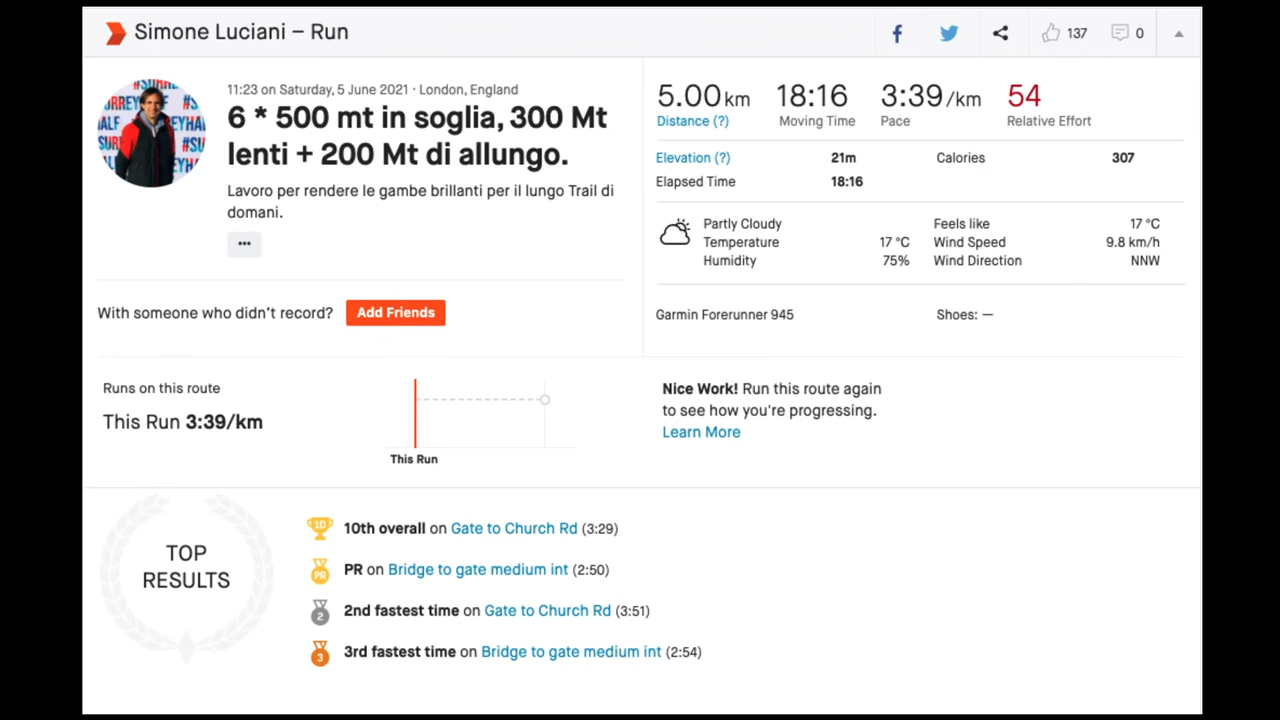 Simone Luciani – Run
137
0
11:23 on Saturday, 5 June 2021 · London, England
6 * 500 mt in soglia, 300 Mt
lenti + 200 Mt di allungo.
Lavoro per rendere le gambe brillanti per il lungo Trail di
domani.
•••
With someone who didn't record? Add Friends
5.00 km 18:16 3:39 /km 54
Distance (?) Moving Time Pace Relative Effort
Elevation (?) 21m Calories 307
Elapsed Time 18:16
Partly Cloudy Feels like 17 °C
Temperature 17 °C Wind Speed 9.8 km/h
Humidity 75% Wind Direction NNW
Garmin Forerunner 945 Shoes: —
Runs on this route
This Run 3:39/km
This Run
Nice Work! Run this route again
to see how you're progressing.
Learn More
TOP
RESULTS
10 10th overall on Gate to Church Rd (3:29)
PR PR on Bridge to gate medium int (2:50)
2 2nd fastest time on Gate to Church Rd (3:51)
3 3rd fastest time on Bridge to gate medium int (2:54)